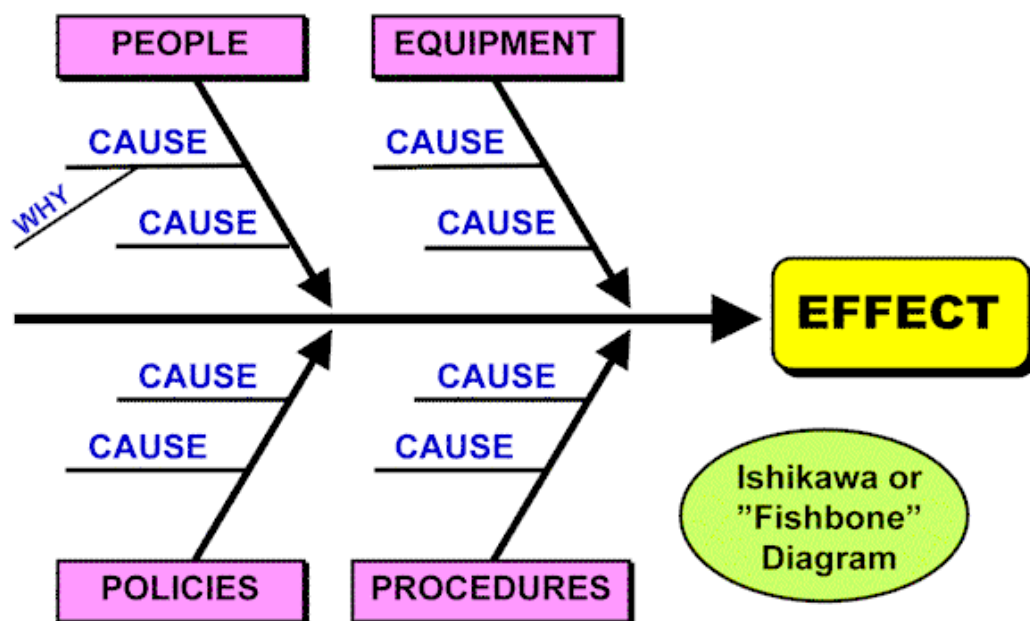 PEOPLE
EQUIPMENT
CAUSE
CAUSE
WHY
CAUSE
CAUSE
EFFECT
CAUSE
CAUSE
CAUSE
CAUSE
Ishikawa or
”Fishbone”
Diagram
POLICIES
PROCEDURES